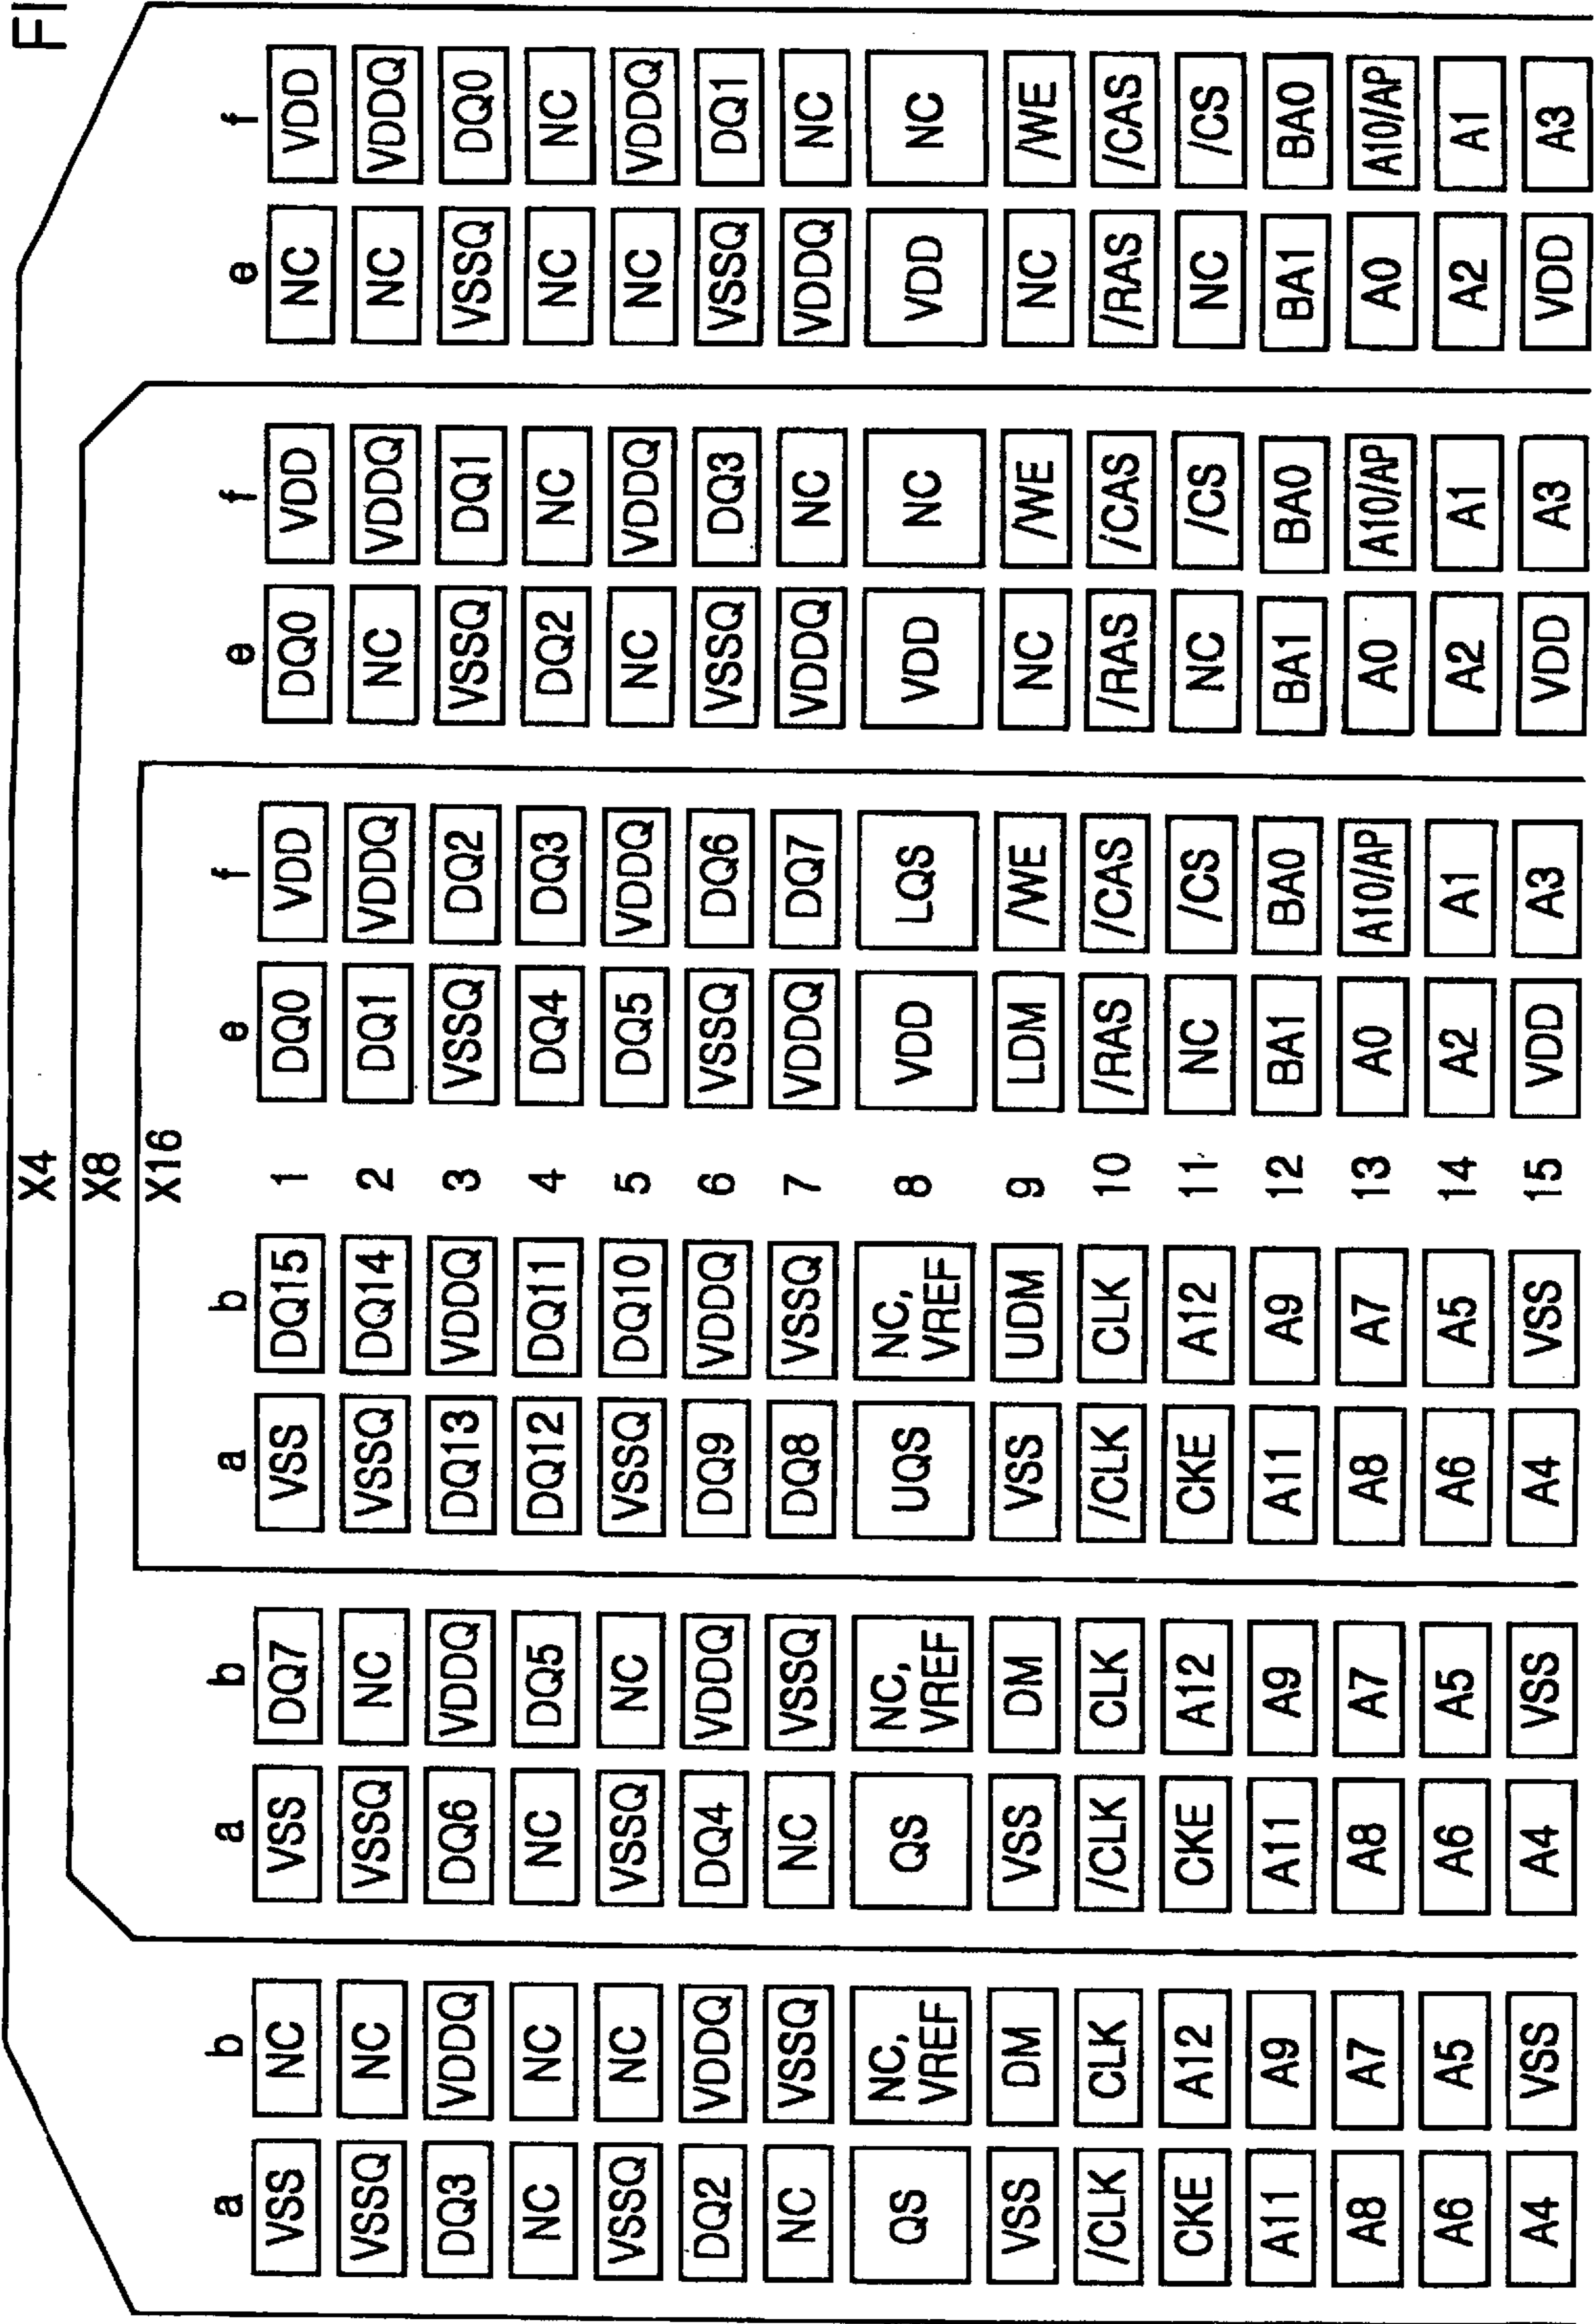 FI
X4
X8
X16
a b a b a b e f e f e f
VSS NC VSS DQ7 VSS DQ15 1 DQ0 VDD DQ0 VDD NC VDD
VSSQ NC VSSQ NC VSSQ DQ14 2 DQ1 VDDQ NC VDDQ NC VDDQ
DQ3 VDDQ DQ6 VDDQ DQ13 VDDQ 3 VSSQ DQ2 VSSQ DQ1 VSSQ DQ0
NC NC NC DQ5 DQ12 DQ11 4 DQ4 DQ3 DQ2 NC NC NC
VSSQ NC VSSQ NC VSSQ DQ10 5 DQ5 VDDQ NC VDDQ NC VDDQ
DQ2 VDDQ DQ4 VDDQ DQ9 VDDQ 6 VSSQ DQ6 VSSQ DQ3 VSSQ DQ1
NC VSSQ NC VSSQ DQ8 VSSQ 7 VDDQ DQ7 VDDQ NC VDDQ NC
QS NC, VREF QS NC, VREF UQS NC, VREF 8 VDD LQS VDD NC VDD NC
VSS DM VSS DM VSS UDM 9 LDM /WE NC /WE NC /WE
/CLK CLK /CLK CLK /CLK CLK 10 /RAS /CAS /RAS /CAS /RAS /CAS
CKE A12 CKE A12 CKE A12 11 NC /CS NC /CS NC /CS
A11 A9 A11 A9 A11 A9 12 BA1 BA0 BA1 BA0 BA1 BA0
A8 A7 A8 A7 A8 A7 13 A0 A10/AP A0 A10/AP A0 A10/AP
A6 A5 A6 A5 A6 A5 14 A2 A1 A2 A1 A2 A1
A4 VSS A4 VSS A4 VSS 15 VDD A3 VDD A3 VDD A3